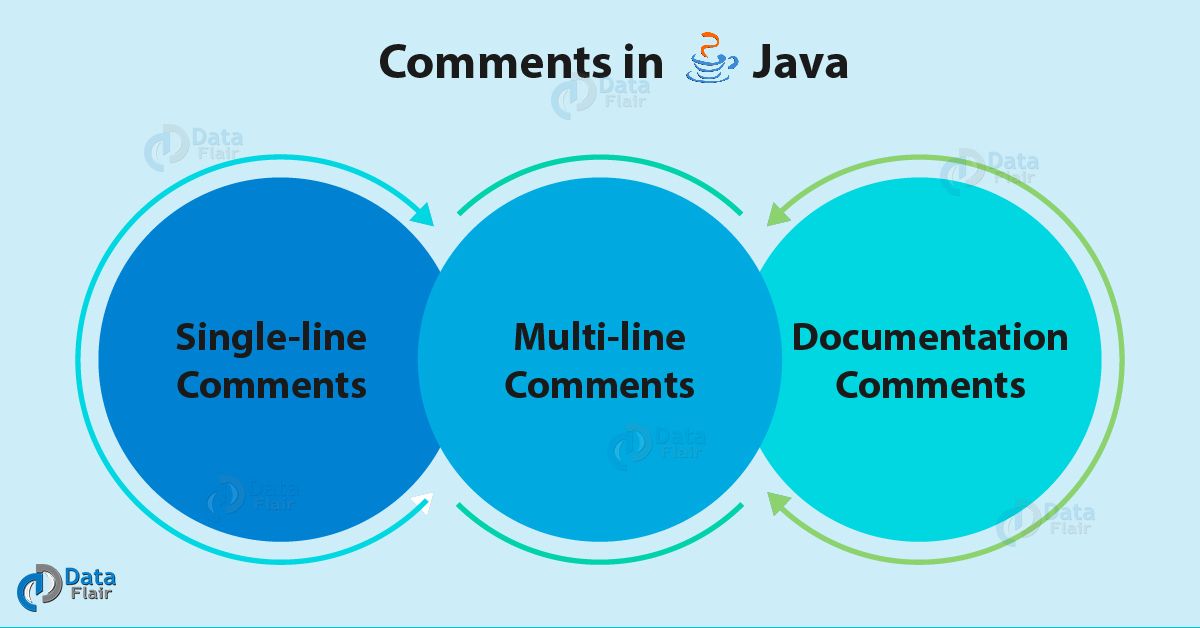 Comments in Java
Data
Flair
Data
Flair
Data
Flair
Single-line
Comments
Multi-line
Comments
Documentation
Comments
Data
Flair
Data
Flair
Data
Flair
Data
Flair